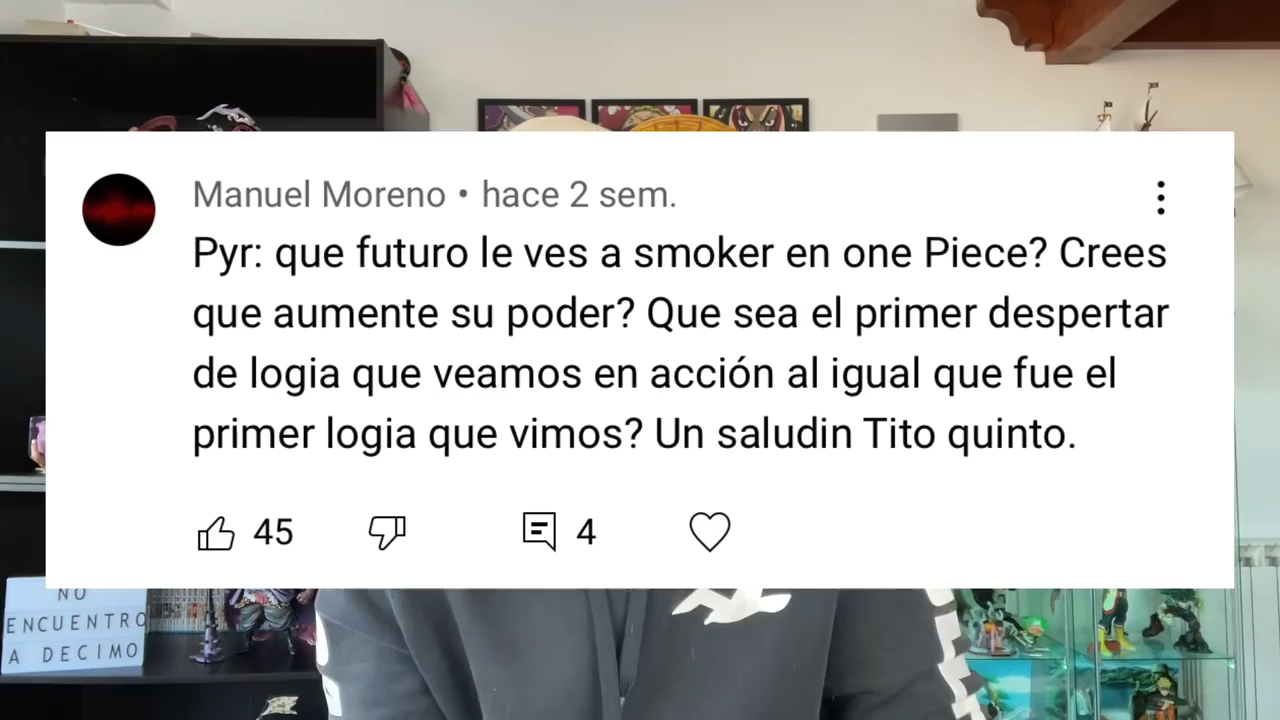 Manuel Moreno • hace 2 sem.
Pyr: que futuro le ves a smoker en one Piece? Crees
que aumente su poder? Que sea el primer despertar
de logia que veamos en acción al igual que fue el
primer logia que vimos? Un saludin Tito quinto.
45
4
NO
ENCUENTRO
A DECIMO